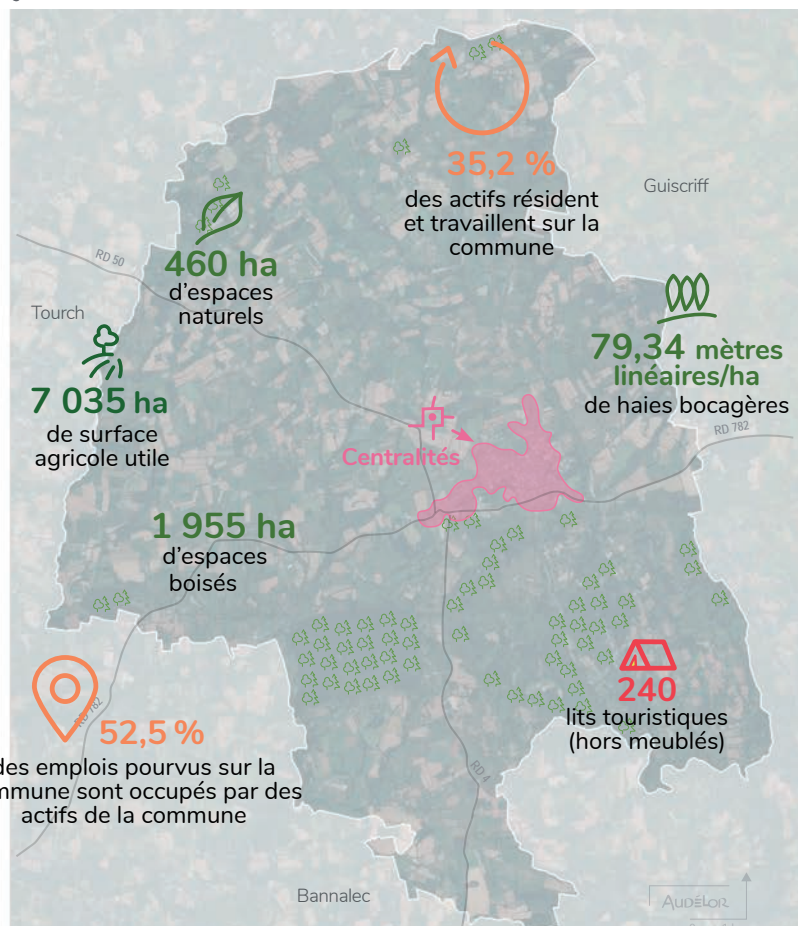 35,2 %
des actifs résident
et travaillent sur la
commune
Guiscriff
RD 50
460 ha
d'espaces
naturels
Tourch
79,34 mètres
linéaires/ha
de haies bocagères
7 035 ha
de surface
agricole utile
RD 782
Centralités
1 955 ha
d'espaces
boisés
240
lits touristiques
(hors meublés)
RD 782
52,5 %
des emplois pourvus sur la
mmune sont occupés par des
actifs de la commune
RD 4
Bannalec
AUDÉLOR